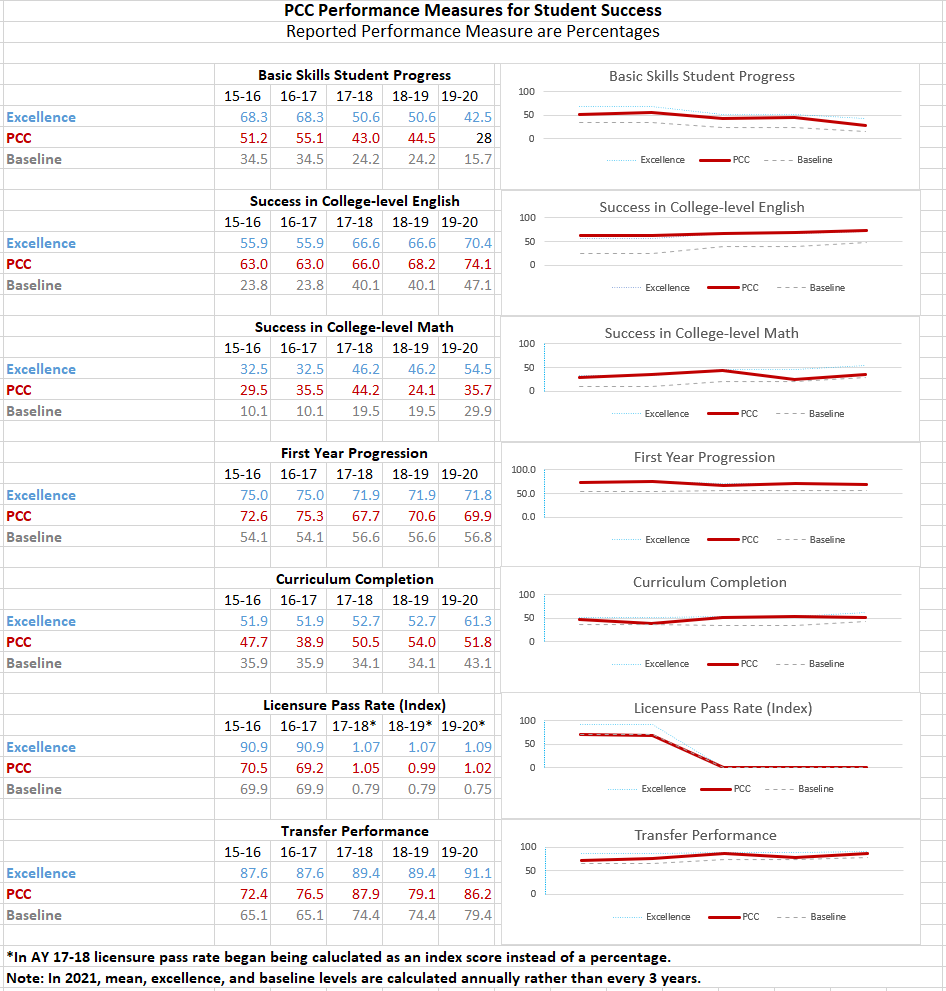 PCC Performance Measures for Student Success
Reported Performance Measure are Percentages
Basic Skills Student Progress
15-16 16-17 17-18 18-19 19-20
Excellence 68.3 68.3 50.6 50.6 42.5
PCC 51.2 55.1 43.0 44.5 28
Baseline 34.5 34.5 24.2 24.2 15.7
Basic Skills Student Progress
100
50
0
Excellence PCC Baseline
Success in College-level English
15-16 16-17 17-18 18-19 19-20
Excellence 55.9 55.9 66.6 66.6 70.4
PCC 63.0 63.0 66.0 68.2 74.1
Baseline 23.8 23.8 40.1 40.1 47.1
Success in College-level English
100
50
0
Excellence PCC Baseline
Success in College-level Math
15-16 16-17 17-18 18-19 19-20
Excellence 32.5 32.5 46.2 46.2 54.5
PCC 29.5 35.5 44.2 24.1 35.7
Baseline 10.1 10.1 19.5 19.5 29.9
Success in College-level Math
100
50
0
Excellence PCC Baseline
First Year Progression
15-16 16-17 17-18 18-19 19-20
Excellence 75.0 75.0 71.9 71.9 71.8
PCC 72.6 75.3 67.7 70.6 69.9
Baseline 54.1 54.1 56.6 56.6 56.8
First Year Progression
100.0
50.0
0.0
Excellence PCC Baseline
Curriculum Completion
15-16 16-17 17-18 18-19 19-20
Excellence 51.9 51.9 52.7 52.7 61.3
PCC 47.7 38.9 50.5 54.0 51.8
Baseline 35.9 35.9 34.1 34.1 43.1
Curriculum Completion
100
50
0
Excellence PCC Baseline
Licensure Pass Rate (Index)
15-16 16-17 17-18* 18-19* 19-20*
Excellence 90.9 90.9 1.07 1.07 1.09
PCC 70.5 69.2 1.05 0.99 1.02
Baseline 69.9 69.9 0.79 0.79 0.75
Licensure Pass Rate (Index)
100
50
0
Excellence PCC Baseline
Transfer Performance
15-16 16-17 17-18 18-19 19-20
Excellence 87.6 87.6 89.4 89.4 91.1
PCC 72.4 76.5 87.9 79.1 86.2
Baseline 65.1 65.1 74.4 74.4 79.4
Transfer Performance
100
50
0
Excellence PCC Baseline
*In AY 17-18 licensure pass rate began being caluclated as an index score instead of a percentage.
Note: In 2021, mean, excellence, and baseline levels are calculated annually rather than every 3 years.